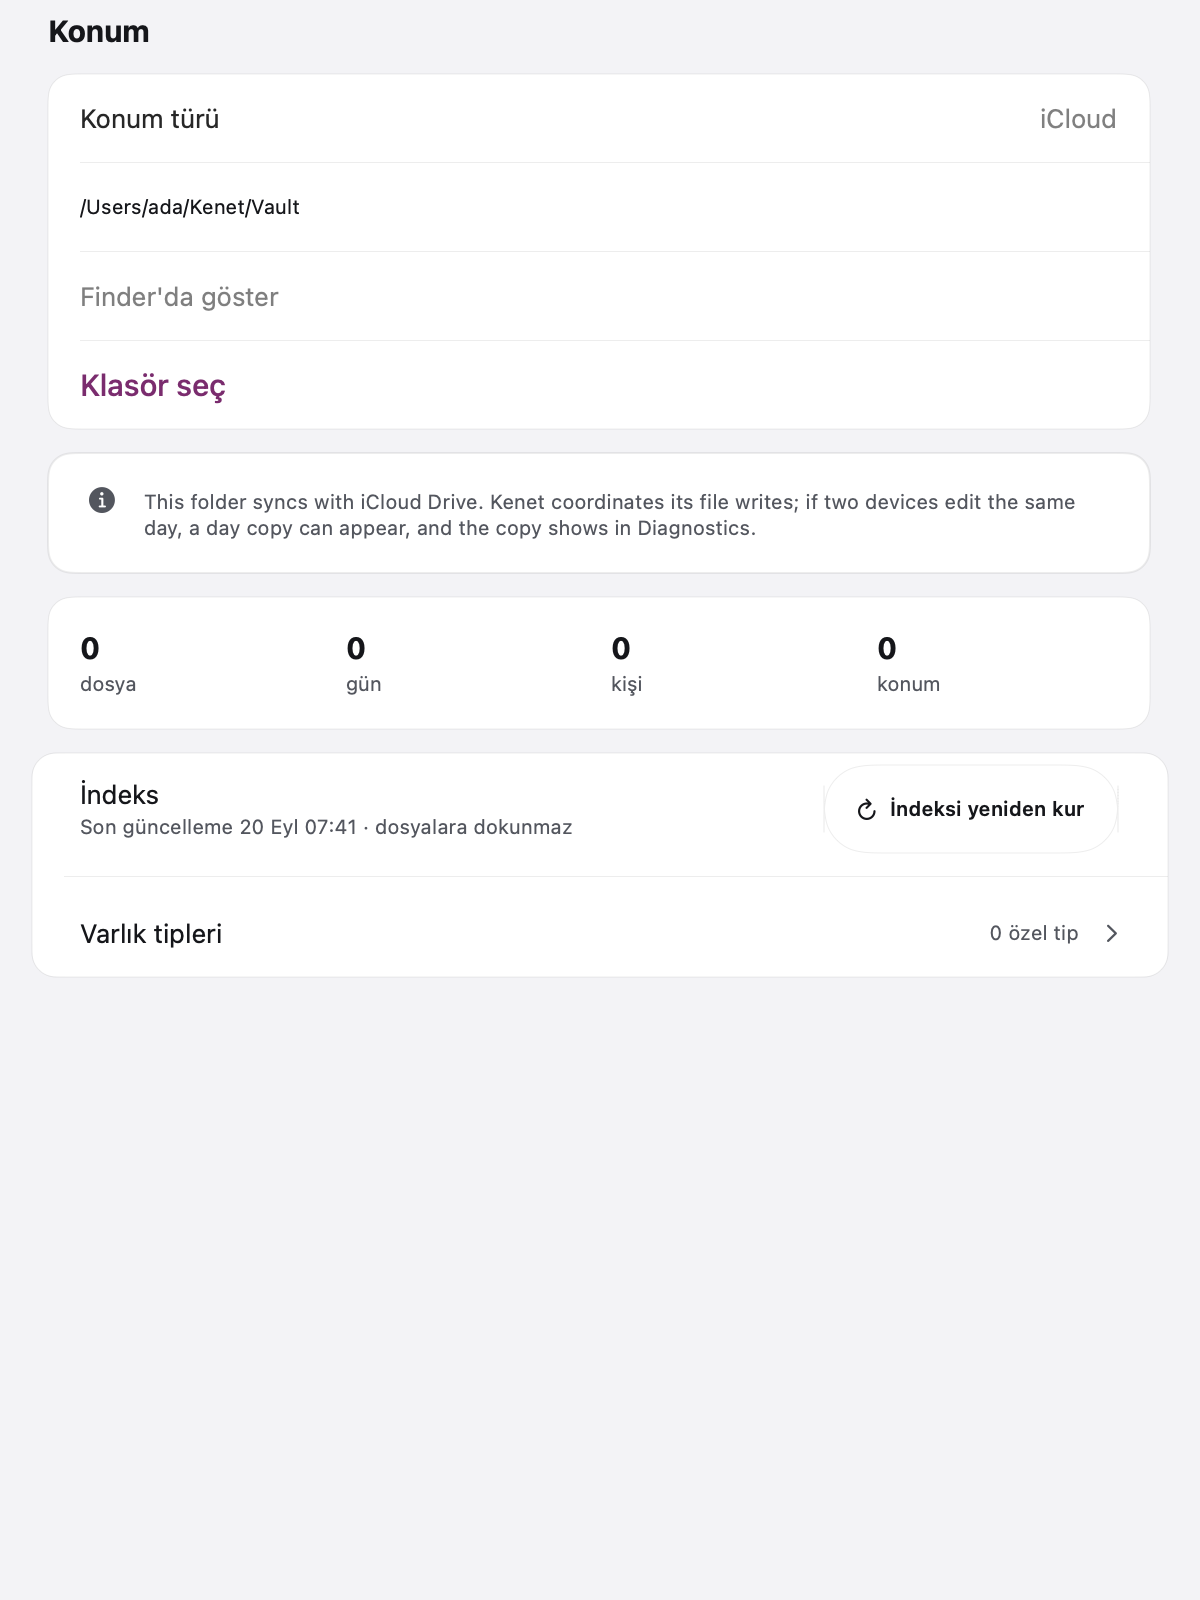 Konum
Konum türü
iCloud
/Users/ada/Kenet/Vault
Finder'da göster
Klasör seç
This folder syncs with iCloud Drive. Kenet coordinates its file writes; if two devices edit the same
day, a day copy can appear, and the copy shows in Diagnostics.
0
dosya
0
gün
0
kişi
0
konum
İndeks
Son güncelleme 20 Eyl 07:41 · dosyalara dokunmaz
İndeksi yeniden kur
Varlık tipleri
0 özel tip